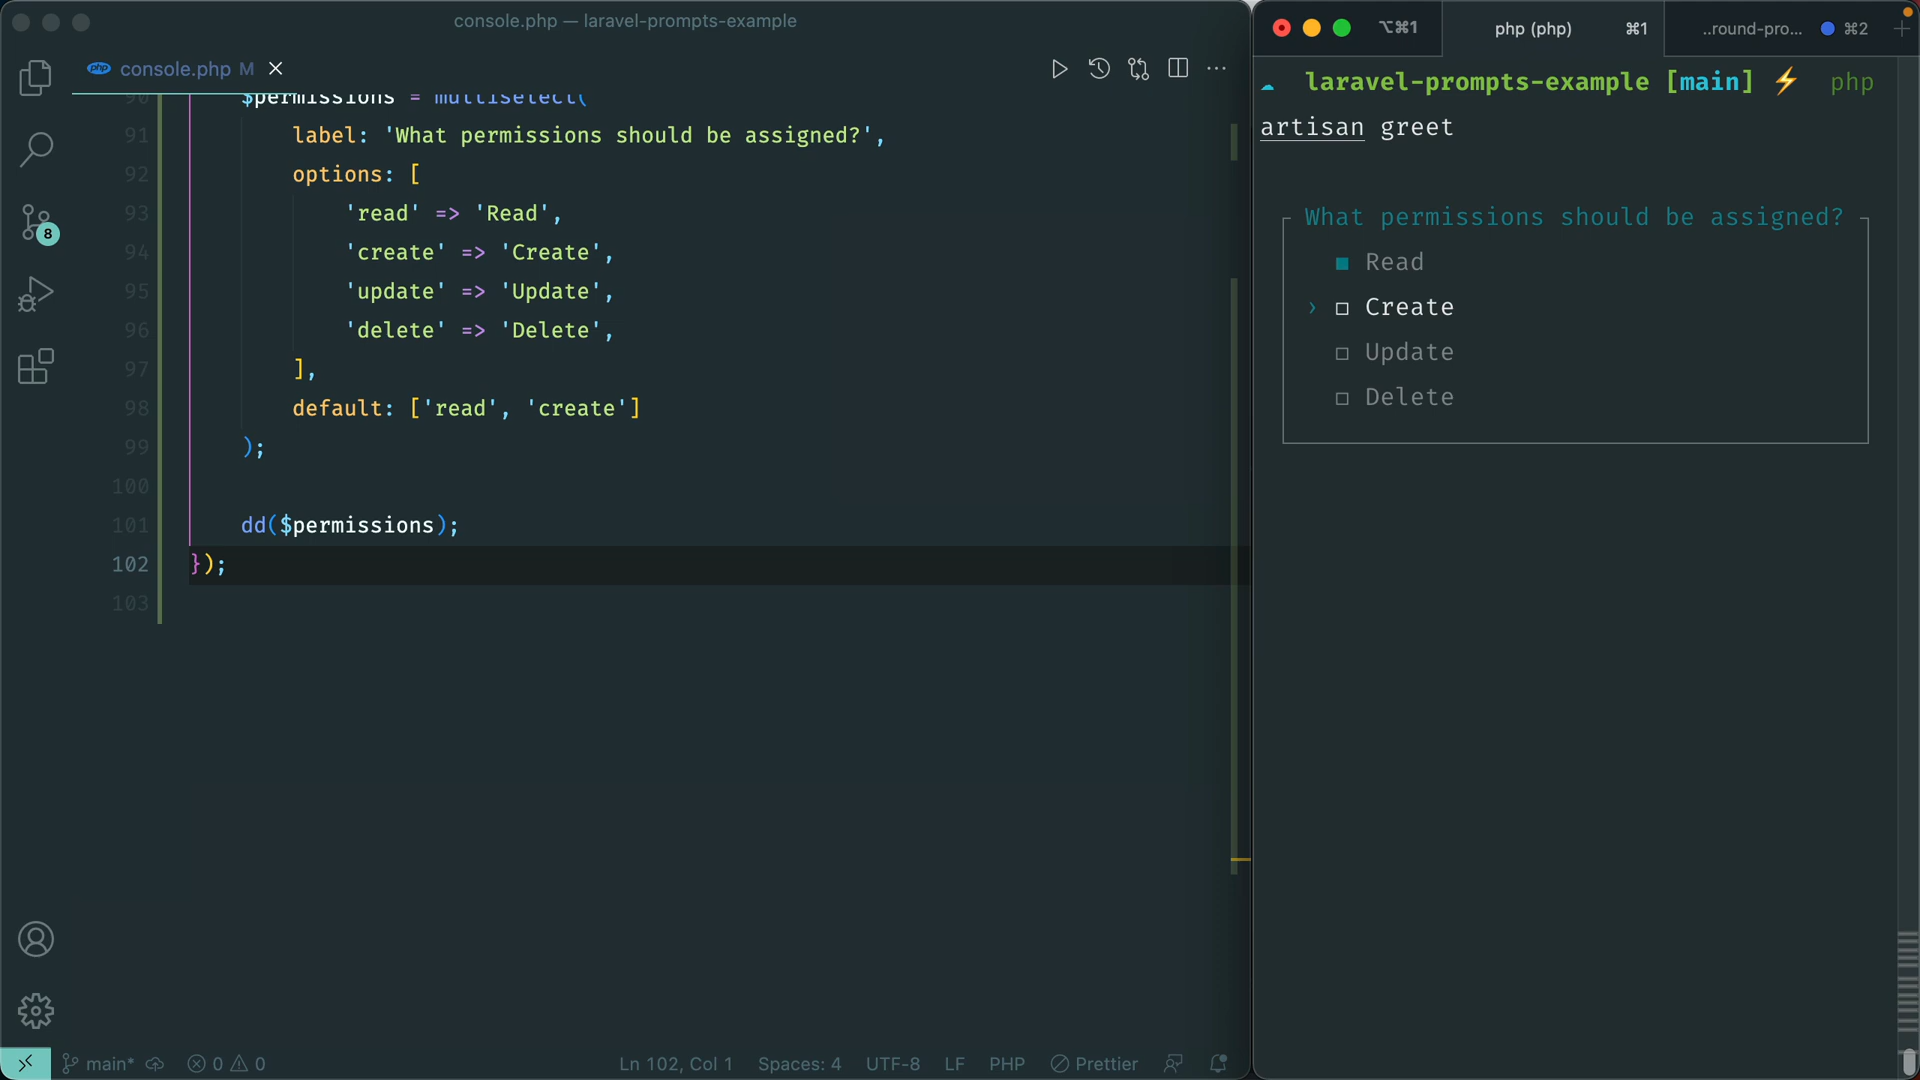 console.php — laravel-prompts-example
console.php M
90 $permissions = multiselect(
91 label: 'What permissions should be assigned?',
92 options: [
93 'read' => 'Read',
94 'create' => 'Create',
95 'update' => 'Update',
96 'delete' => 'Delete',
97 ],
98 default: ['read', 'create']
99 );
100
101 dd($permissions);
102 });
103
8
main* 0 0 Ln 102, Col 1 Spaces: 4 UTF-8 LF PHP Prettier
⌥⌘1 php (php) ⌘1 ..round-pro... ⌘2
laravel-prompts-example [main] ⚡ php
artisan greet
What permissions should be assigned?
Read
› Create
Update
Delete